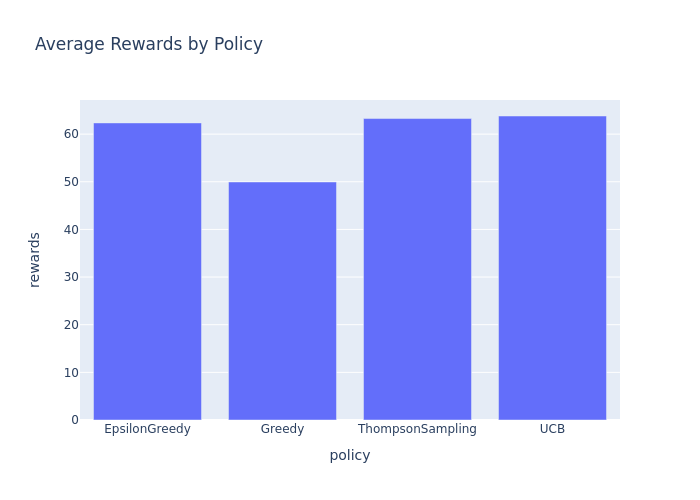 Average Rewards by Policy
rewards
60
50
40
30
20
10
0
EpsilonGreedy
Greedy
ThompsonSampling
UCB
policy